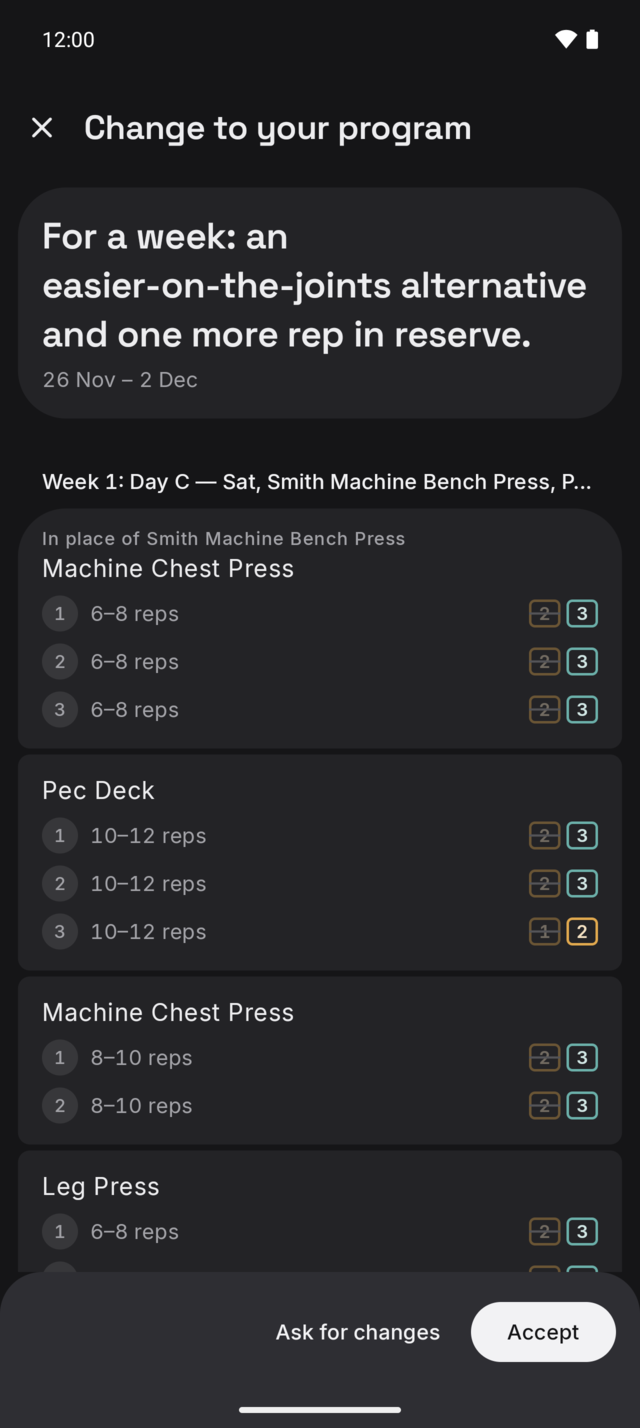 12:00
Change to your program
For a week: an
easier-on-the-joints alternative
and one more rep in reserve.
26 Nov – 2 Dec
Week 1: Day C — Sat, Smith Machine Bench Press, P...
In place of Smith Machine Bench Press
Machine Chest Press
1 6–8 reps 2 3
2 6–8 reps 2 3
3 6–8 reps 2 3
Pec Deck
1 10–12 reps 2 3
2 10–12 reps 2 3
3 10–12 reps 1 2
Machine Chest Press
1 8–10 reps 2 3
2 8–10 reps 2 3
Leg Press
1 6–8 reps 2 3
Ask for changes Accept